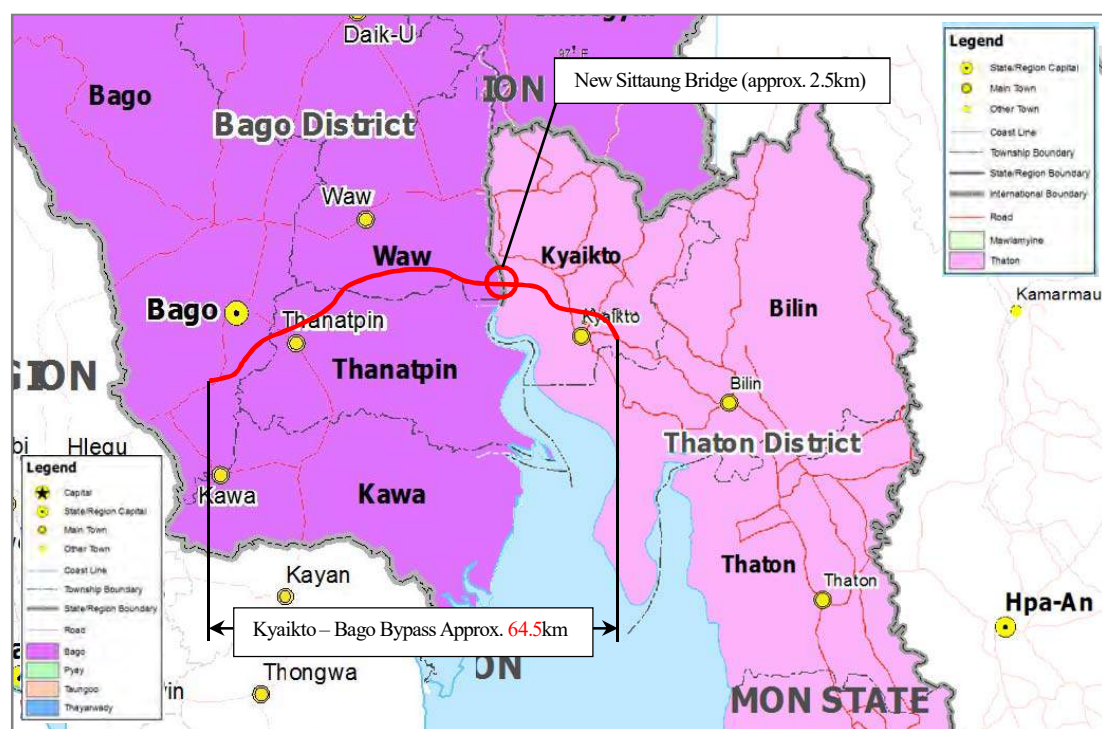 Daik-U
Bago
ION
Bago District
New Sittaung Bridge (approx. 2.5km)
Legend
State/Region Capital
Main Town
Other Town
Coast Line
Township Boundary
State/Region Boundary
International Boundary
Road
Mawlamyine
Thaton
Waw
Waw
Kyaikto
Bilin
Kamarmau
Bago
Thanatpin
Kyaikto
Thanatpin
GION
Bilin
Thaton District
bi
Hlegu
Kawa
Kawa
Legend
Capital
State/Region Capital
Main Town
Other Town
Coast Line
Township Boundary
State/Region Boundary
Road
Bago
Pyay
Taungoo
Thayarwady
Kayan
Thaton
Thaton
Hpa-An
Kyaikto – Bago Bypass Approx. 64.5km
ON
Thongwa
MON STATE